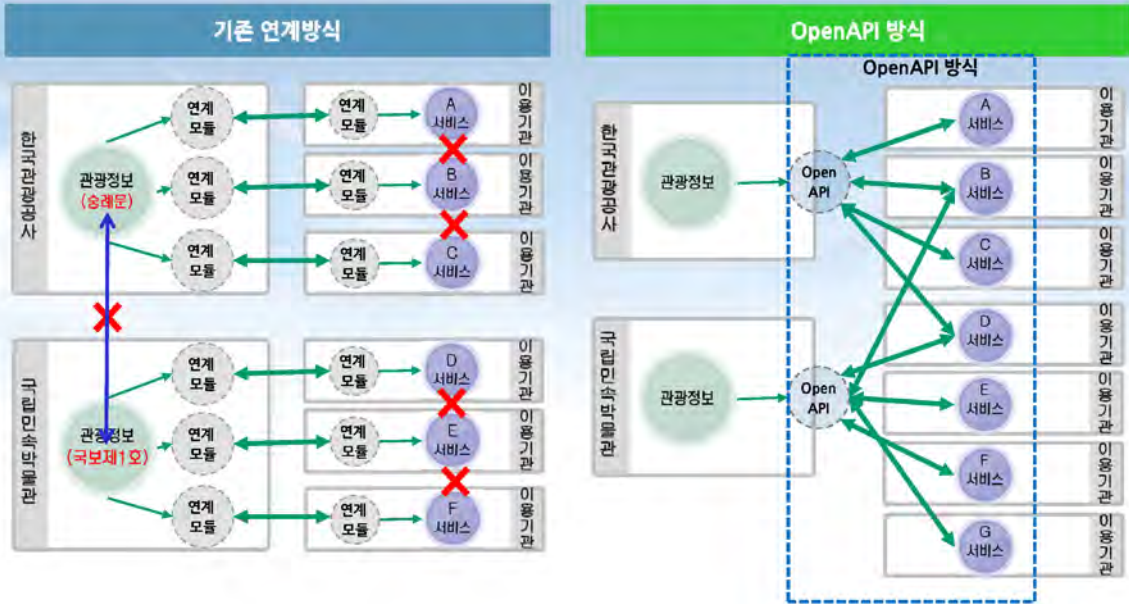 기존 연계방식
한국관광공사
관광정보
(숭례문)
연계
모듈
연계
모듈
A
서비스
이용기관
연계
모듈
연계
모듈
B
서비스
이용기관
연계
모듈
연계
모듈
C
서비스
이용기관
국립민속박물관
관광정보
(국보제1호)
연계
모듈
연계
모듈
D
서비스
이용기관
연계
모듈
연계
모듈
E
서비스
이용기관
연계
모듈
연계
모듈
F
서비스
이용기관
OpenAPI 방식
OpenAPI 방식
한국관광공사
관광정보
Open
API
국립민속박물관
관광정보
Open
API
A
서비스
이용기관
B
서비스
이용기관
C
서비스
이용기관
D
서비스
이용기관
E
서비스
이용기관
F
서비스
이용기관
G
서비스
이용기관